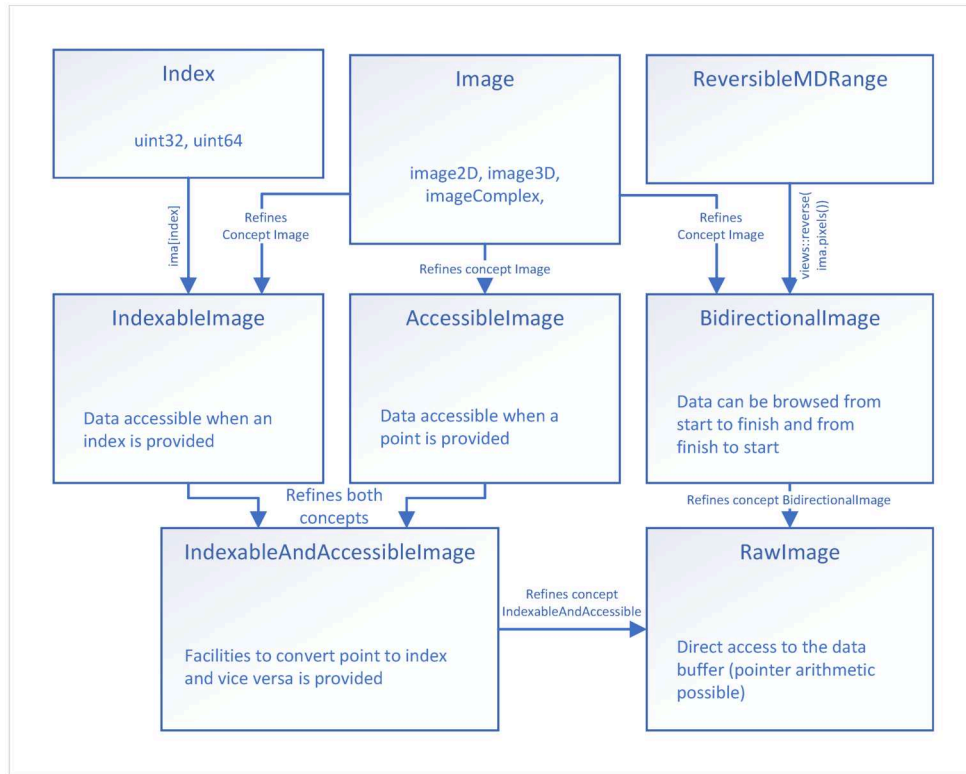 Index
uint32, uint64
Image
image2D, image3D,
imageComplex,
ReversibleMDRange
ima[index]
Refines
Concept Image
Refines concept Image
Refines
Concept Image
views::reverse(
ima.pixels())
IndexableImage
Data accessible when an
index is provided
AccessibleImage
Data accessible when a
point is provided
BidirectionalImage
Data can be browsed from
start to finish and from
finish to start
Refines both
concepts
Refines concept BidirectionalImage
IndexableAndAccessibleImage
Facilities to convert point to index
and vice versa is provided
Refines concept
IndexableAndAccessible
RawImage
Direct access to the data
buffer (pointer arithmetic
possible)